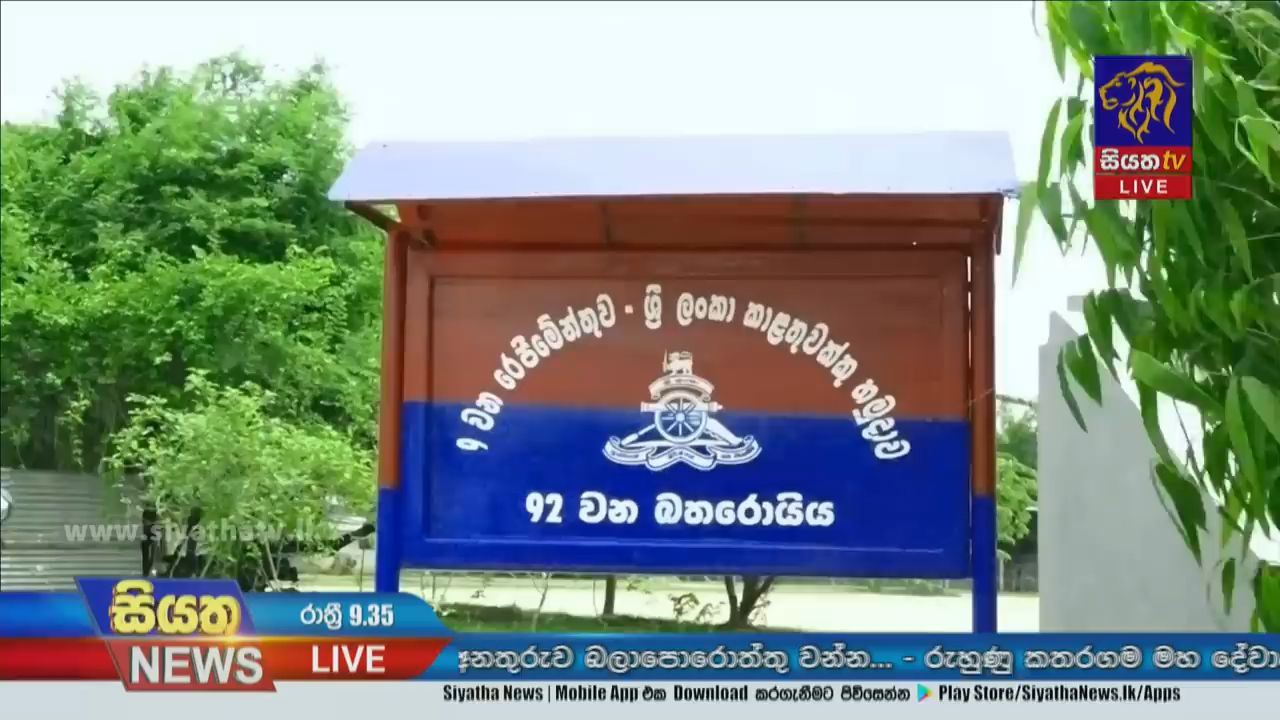 සියත tv
LIVE
9 වන රෙජිමේන්තුව - ශ්‍රී ලංකා කාළතුවක්කු හමුදාව
92 වන බතරොයිය
www.siyathatv.lk
සියත
NEWS
රාත්‍රී 9.35
LIVE
අනතුරුව බලාපොරොත්තු වන්න... - රුහුණු කතරගම මහ දේවා
Siyatha News | Mobile App එක Download කරගැනීමට පිවිසෙන්න Play Store/SiyathaNews.lk/Apps